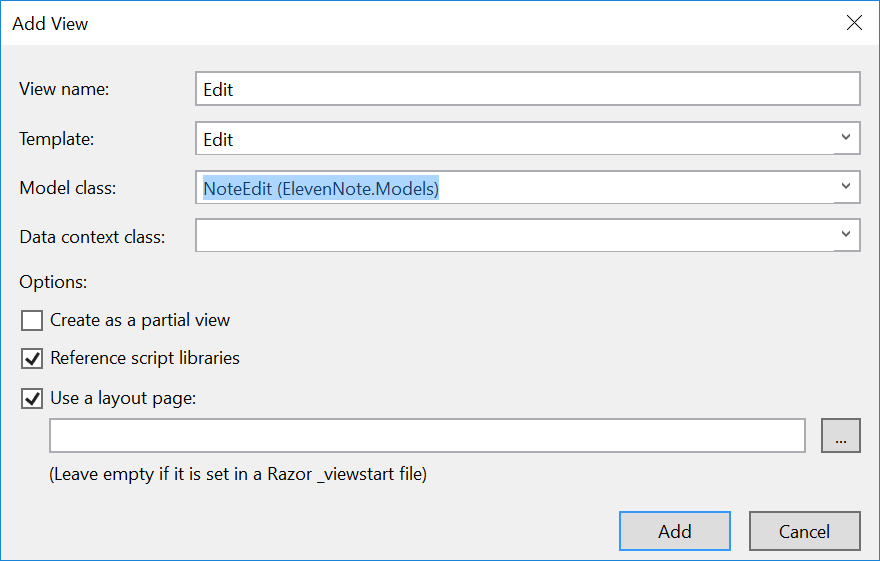 Add View
View name: Edit
Template: Edit
Model class: NoteEdit (ElevenNote.Models)
Data context class:
Options:
Create as a partial view
Reference script libraries
Use a layout page:
...
(Leave empty if it is set in a Razor _viewstart file)
Add Cancel